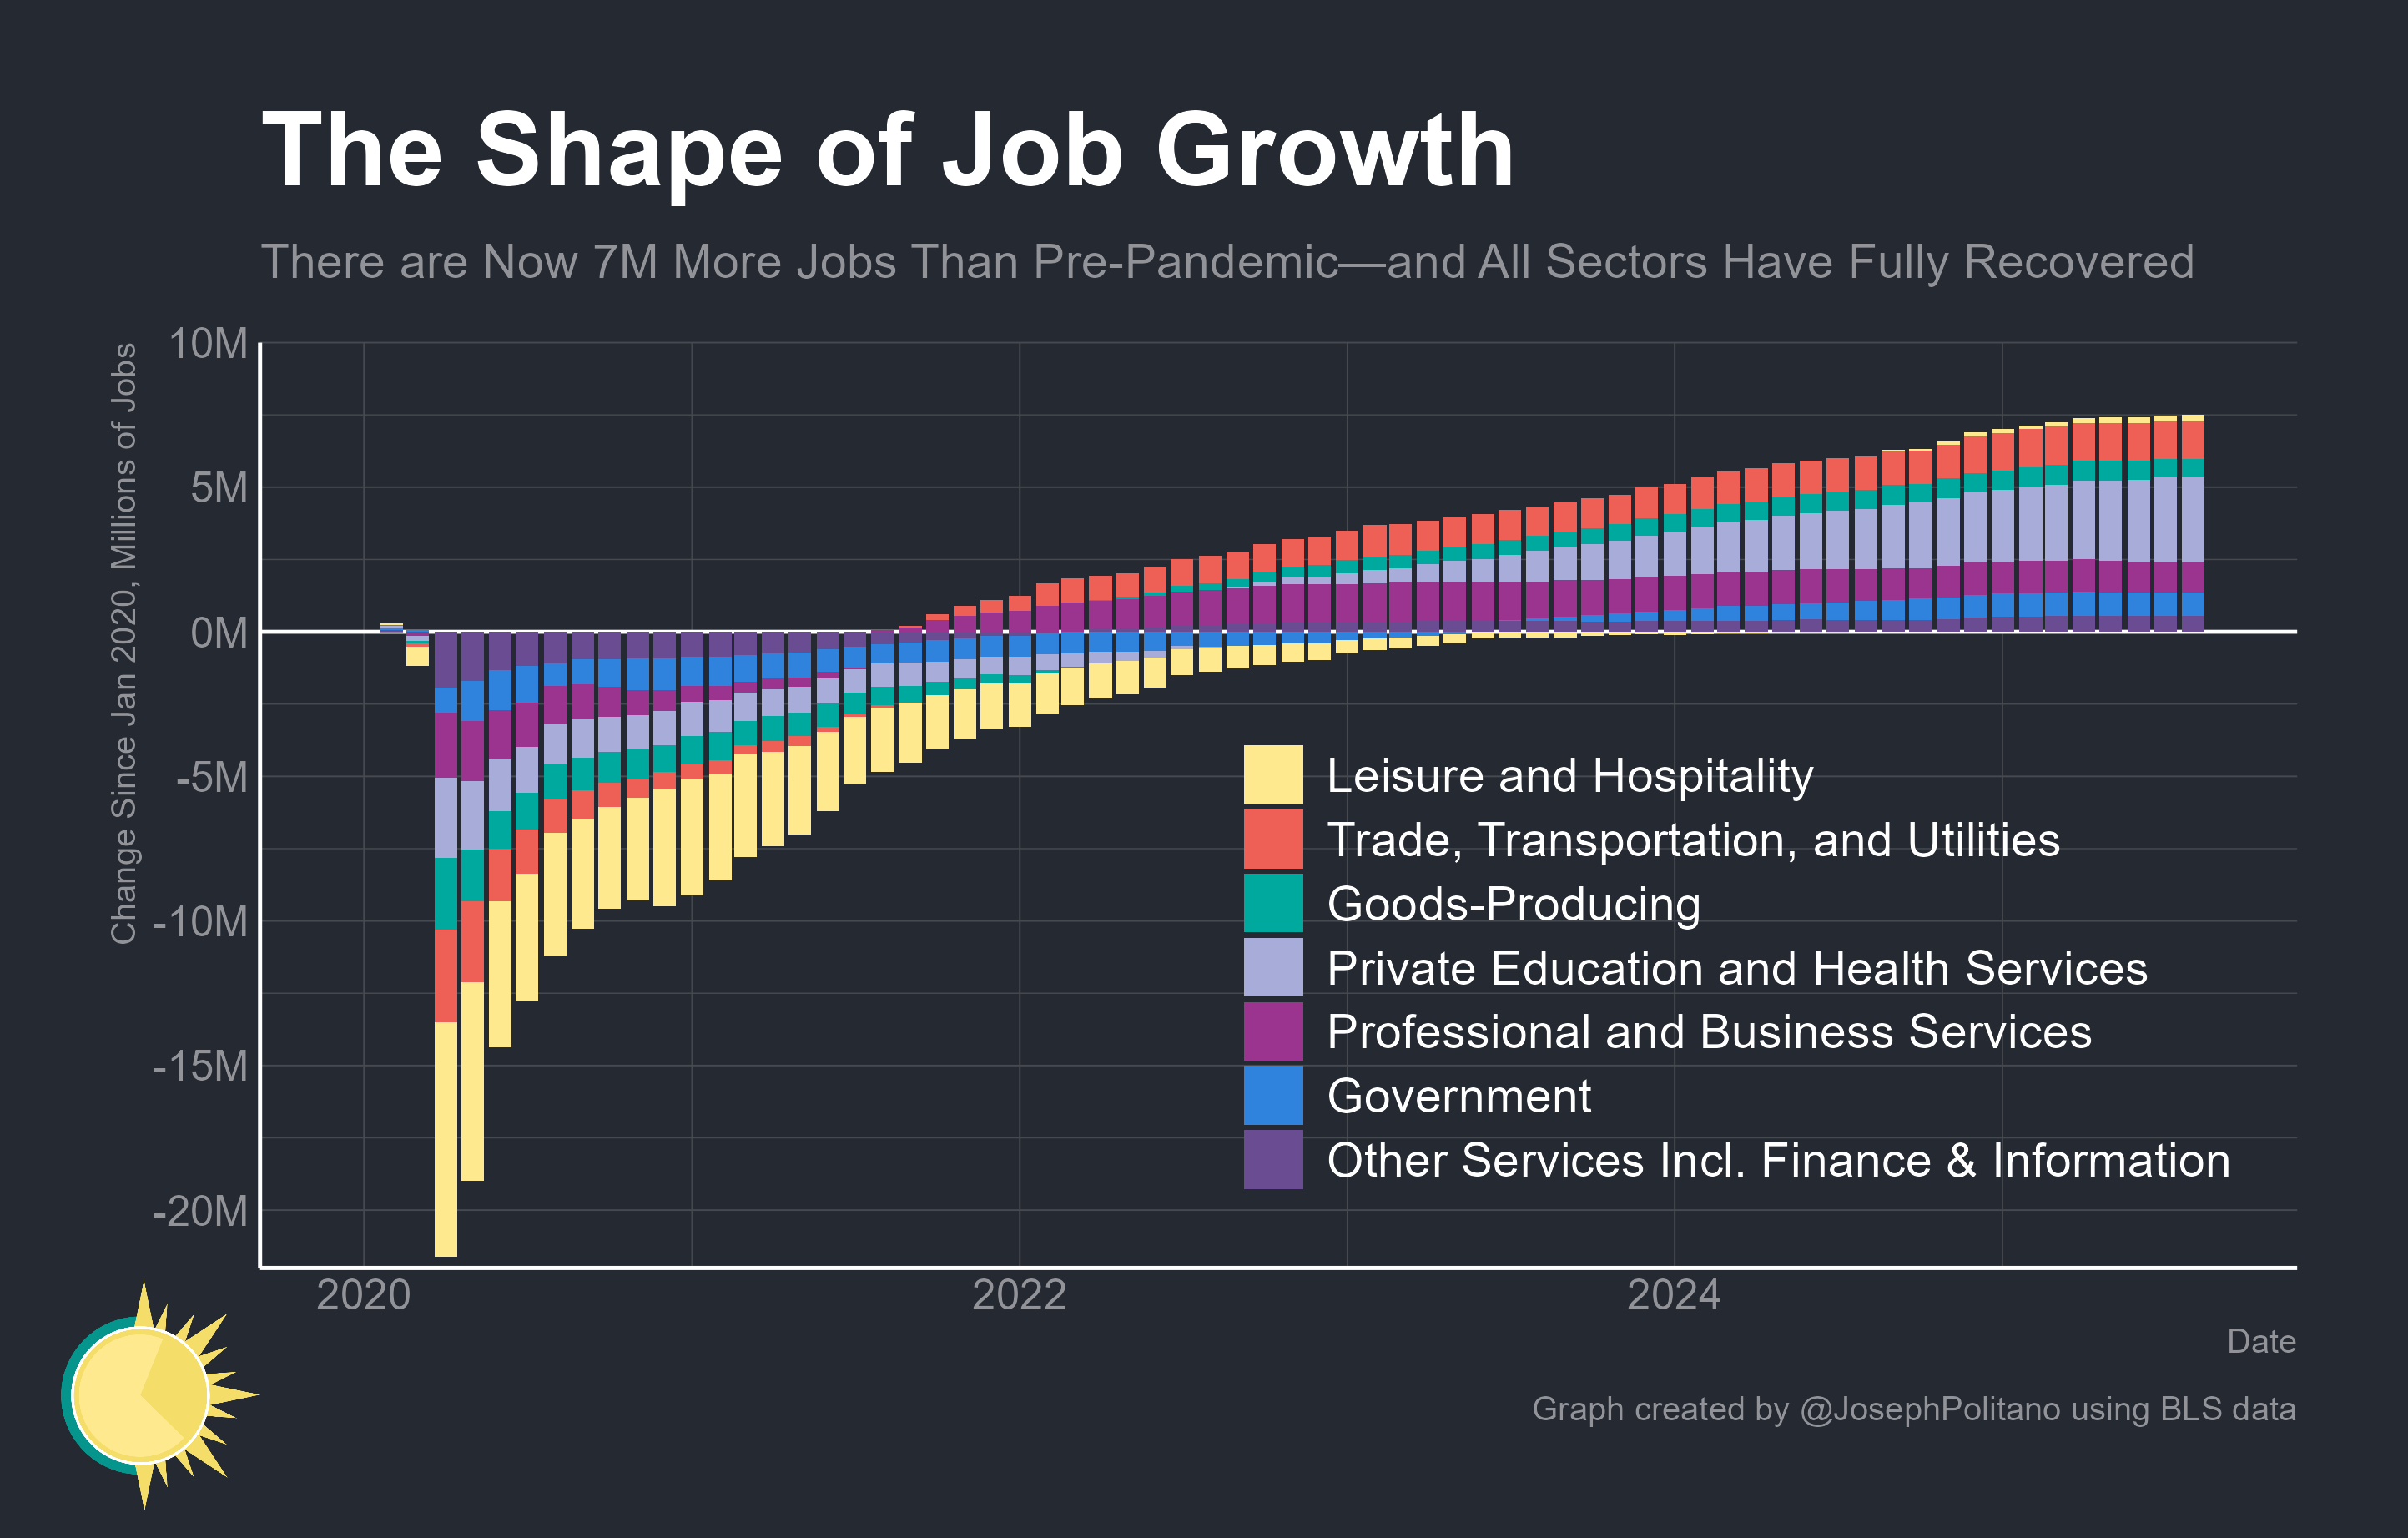 The Shape of Job Growth
There are Now 7M More Jobs Than Pre-Pandemic—and All Sectors Have Fully Recovered
Change Since Jan 2020, Millions of Jobs
10M
5M
0M
-5M
-10M
-15M
-20M
Leisure and Hospitality
Trade, Transportation, and Utilities
Goods-Producing
Private Education and Health Services
Professional and Business Services
Government
Other Services Incl. Finance & Information
2020 2022 2024
Date
Graph created by @JosephPolitano using BLS data